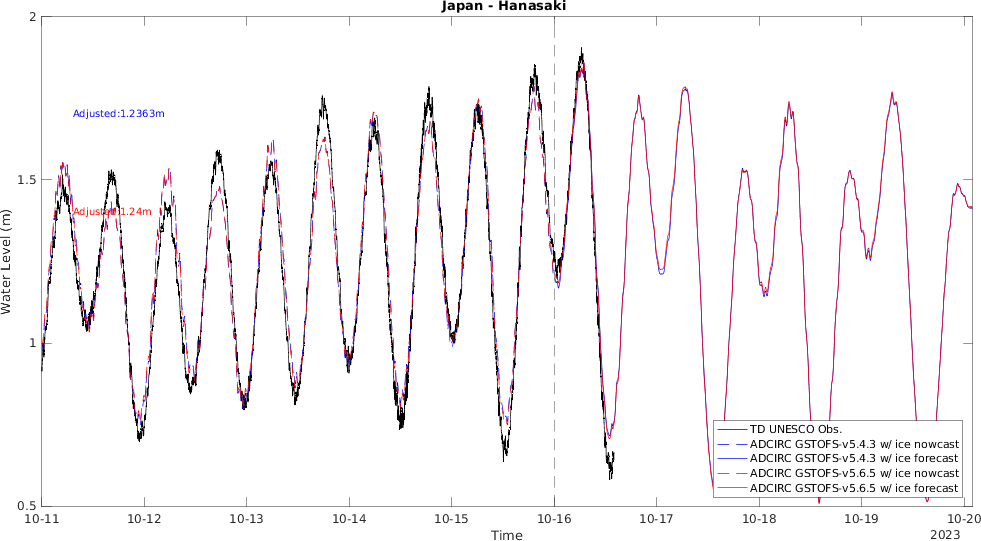 Japan - Hanasaki
2
Adjusted:1.2363m
1.5
Adjusted:1.24m
Water Level (m)
1
TD UNESCO Obs.
ADCIRC GSTOFS-v5.4.3 w/ ice nowcast
ADCIRC GSTOFS-v5.4.3 w/ ice forecast
ADCIRC GSTOFS-v5.6.5 w/ ice nowcast
ADCIRC GSTOFS-v5.6.5 w/ ice forecast
0.5
10-11 10-12 10-13 10-14 10-15 10-16 10-17 10-18 10-19 10-20
Time 2023